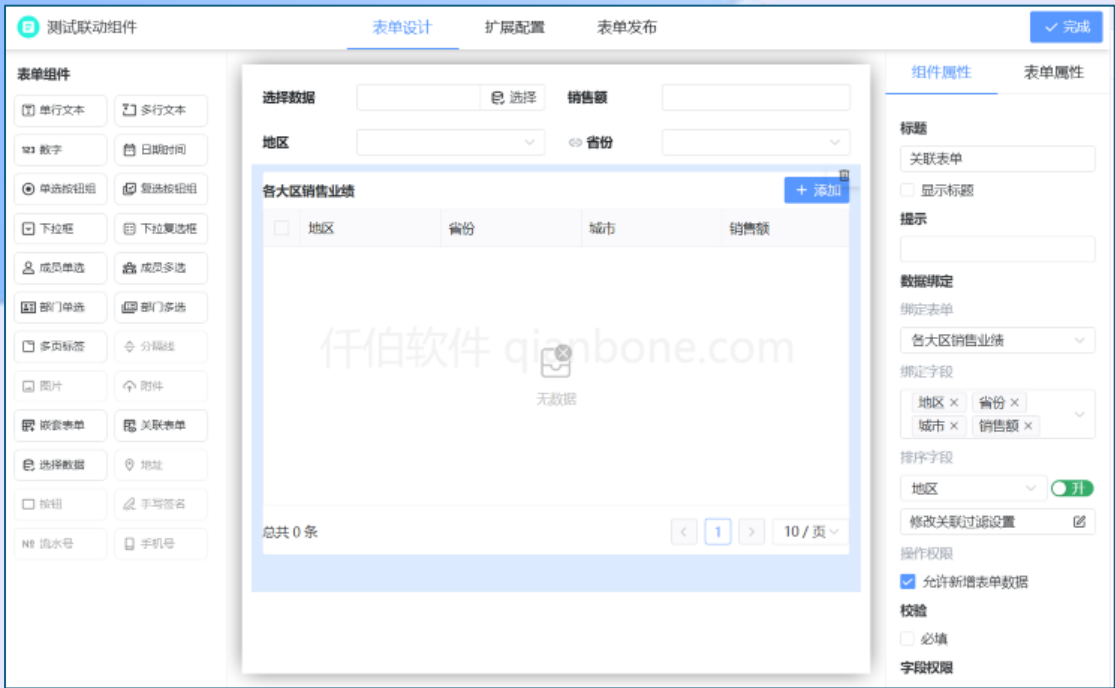 测试联动组件
表单设计 扩展配置 表单发布
完成
表单组件
单行文本 多行文本
123 数字 日期时间
单选按钮组 复选按钮组
下拉框 下拉复选框
成员单选 成员多选
部门单选 部门多选
多页标签 分隔线
图片 附件
嵌套表单 关联表单
选择数据 地址
按钮 手写签名
Nº 流水号 手机号
选择数据 选择 销售额
地区 省份
各大区销售业绩 + 添加
地区 省份 城市 销售额
仟伯软件 qianbone.com
无数据
总共 0 条 1 10 / 页
组件属性 表单属性
标题
关联表单
显示标题
提示
数据绑定
绑定表单
各大区销售业绩
绑定字段
地区 × 省份 ×
城市 × 销售额 ×
排序字段
地区 升
修改关联过滤设置
操作权限
允许新增表单数据
校验
必填
字段权限